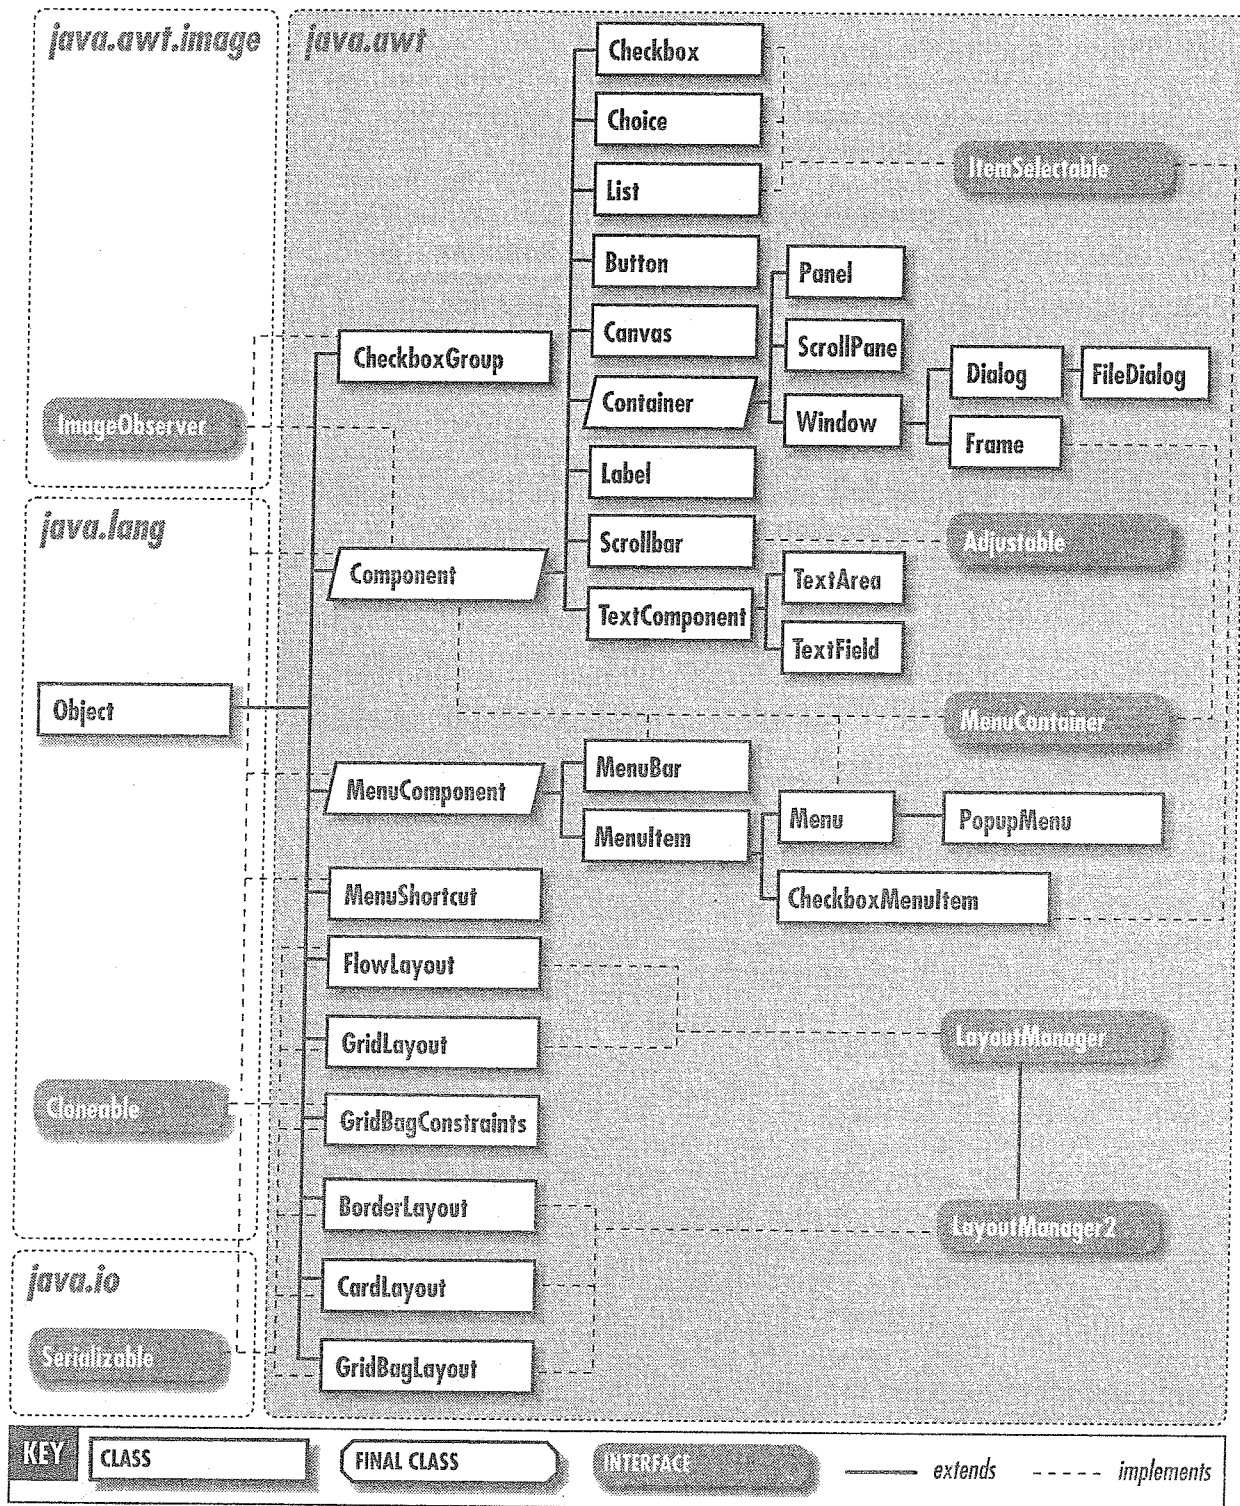 java.awt.image
java.awt
Checkbox
Choice
ItemSelectable
List
Button
Panel
Canvas
ScrollPane
CheckboxGroup
Dialog
FileDialog
Container
ImageObserver
Window
Frame
Label
java.lang
Scrollbar
Adjustable
Component
TextArea
TextComponent
TextField
Object
MenuContainer
MenuBar
MenuComponent
Menu
PopupMenu
MenuItem
MenuShortcut
CheckboxMenuItem
FlowLayout
GridLayout
LayoutManager
Cloneable
GridBagConstraints
BorderLayout
LayoutManager2
java.io
CardLayout
Serializable
GridBagLayout
KEY
CLASS
FINAL CLASS
INTERFACE
extends
implements